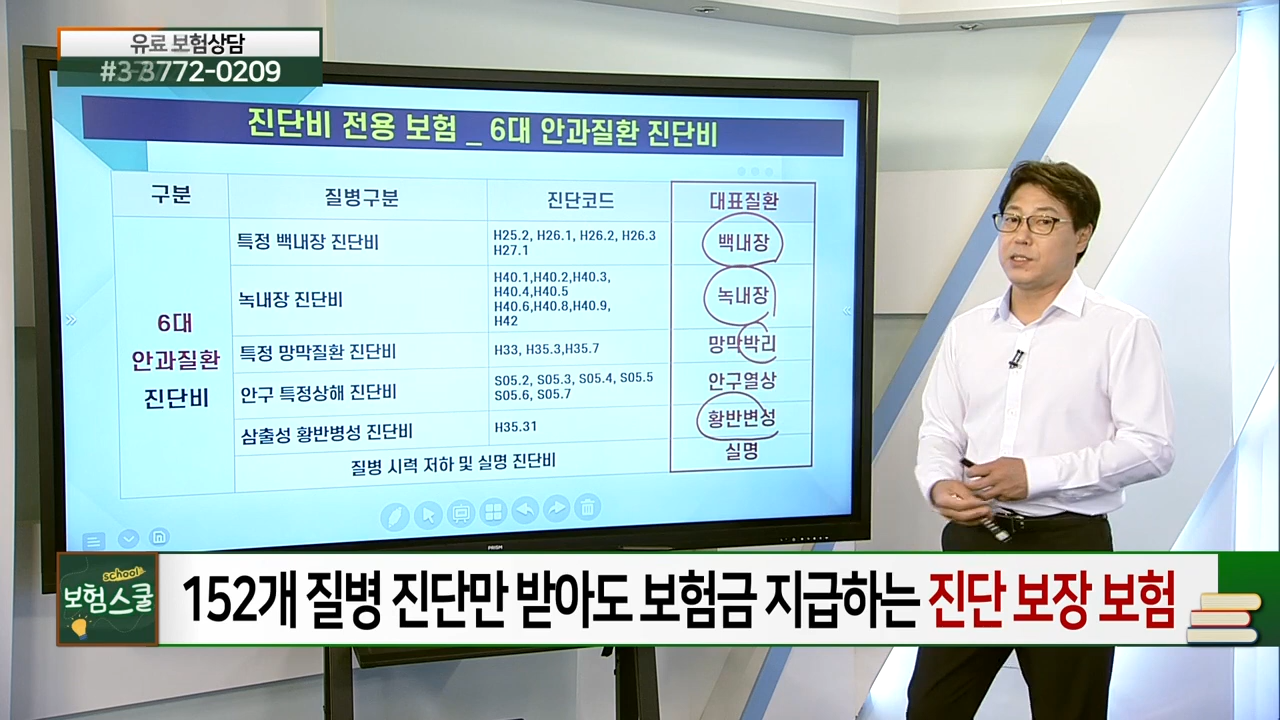 유료 보험상담
#3772-0209
진단비 전용 보험 _ 6대 안과질환 진단비
구분
질병구분
진단코드
대표질환
6대
안과질환
진단비
특정 백내장 진단비
H25.2, H26.1, H26.2, H26.3
H27.1
백내장
녹내장 진단비
H40.1,H40.2,H40.3,
H40.4,H40.5
H40.6,H40.8,H40.9,
H42
녹내장
특정 망막질환 진단비
H33, H35.3,H35.7
망막박리
안구 특정상해 진단비
S05.2, S05.3, S05.4, S05.5
S05.6, S05.7
안구열상
삼출성 황반병성 진단비
H35.31
황반변성
질병 시력 저하 및 실명 진단비
실명
PRISM
school
보험스쿨
152개 질병 진단만 받아도 보험금 지급하는 진단 보장 보험